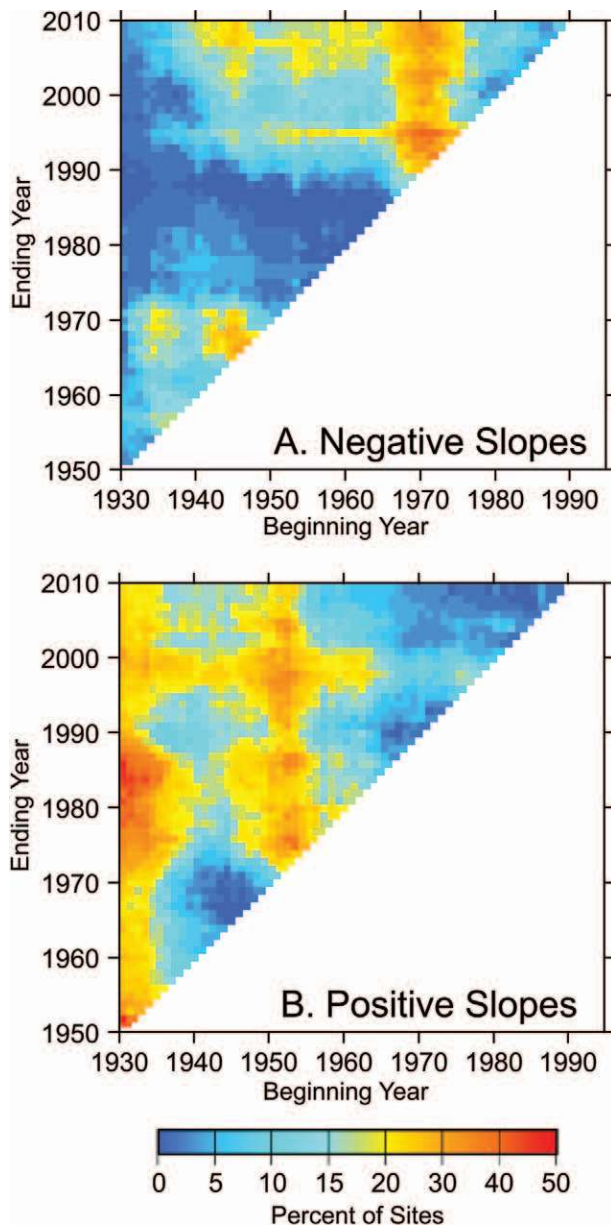 2010
2000
1990
1980
1970
1960
1950
Ending Year
A. Negative Slopes
1930 1940 1950 1960 1970 1980 1990
Beginning Year
2010
2000
1990
1980
1970
1960
1950
Ending Year
B. Positive Slopes
1930 1940 1950 1960 1970 1980 1990
Beginning Year
0 5 10 15 20 30 40 50
Percent of Sites